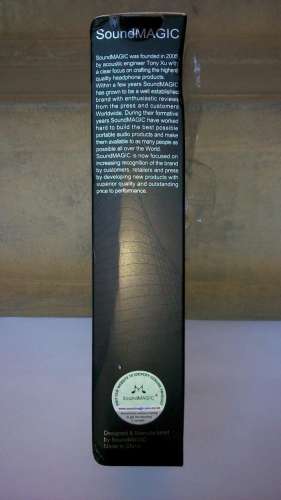 SoundMAGIC
SoundMAGIC was founded in 2005
by acoustic engineer Tony Xu with
a clear focus on crafting the highest
quality headphone products.
Within a few years SoundMAGIC
has grown to be a well established
brand with enthusiastic reviews
from the press and customers
Worldwide. During their formative
years SoundMAGIC have worked
hard to build the best possible
portable audio products and make
them available to as many people as
possible all over the World.
SoundMAGIC is now focused on
increasing recognition of the brand
by customers, retailers and press
by developing new products with
superior quality and outstanding
price to performance.
SoundMAGIC
Designed & Manufactured
by SoundMAGIC
Made in China